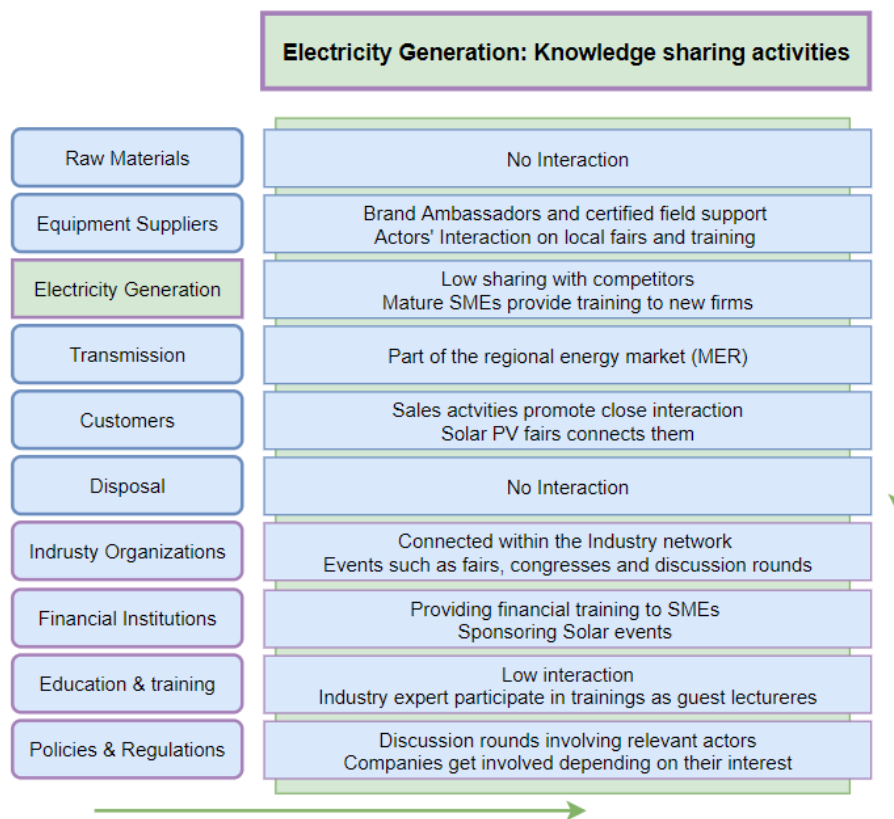 Electricity Generation: Knowledge sharing activities
Raw Materials
No Interaction
Equipment Suppliers
Brand Ambassadors and certified field support
Actors' Interaction on local fairs and training
Electricity Generation
Low sharing with competitors
Mature SMEs provide training to new firms
Transmission
Part of the regional energy market (MER)
Customers
Sales actvities promote close interaction
Solar PV fairs connects them
Disposal
No Interaction
Indrusty Organizations
Connected within the Industry network
Events such as fairs, congresses and discussion rounds
Financial Institutions
Providing financial training to SMEs
Sponsoring Solar events
Education & training
Low interaction
Industry expert participate in trainings as guest lectureres
Policies & Regulations
Discussion rounds involving relevant actors
Companies get involved depending on their interest